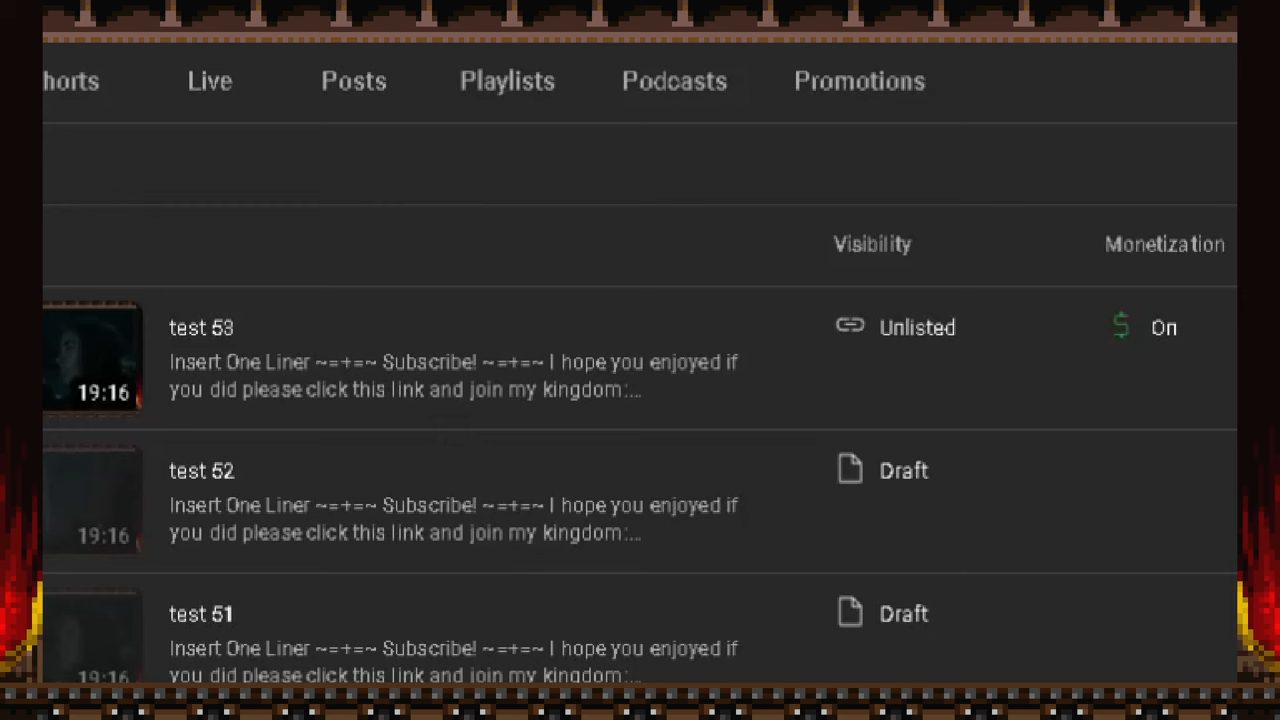 horts Live Posts Playlists Podcasts Promotions
Visibility Monetization
19:16
test 53
Insert One Liner ~=+=~ Subscribe! ~=+=~ I hope you enjoyed if
you did please click this link and join my kingdom:...
Unlisted
On
19:16
test 52
Insert One Liner ~=+=~ Subscribe! ~=+=~ I hope you enjoyed if
you did please click this link and join my kingdom:...
Draft
19:16
test 51
Insert One Liner ~=+=~ Subscribe! ~=+=~ I hope you enjoyed if
you did please click this link and join my kingdom:...
Draft